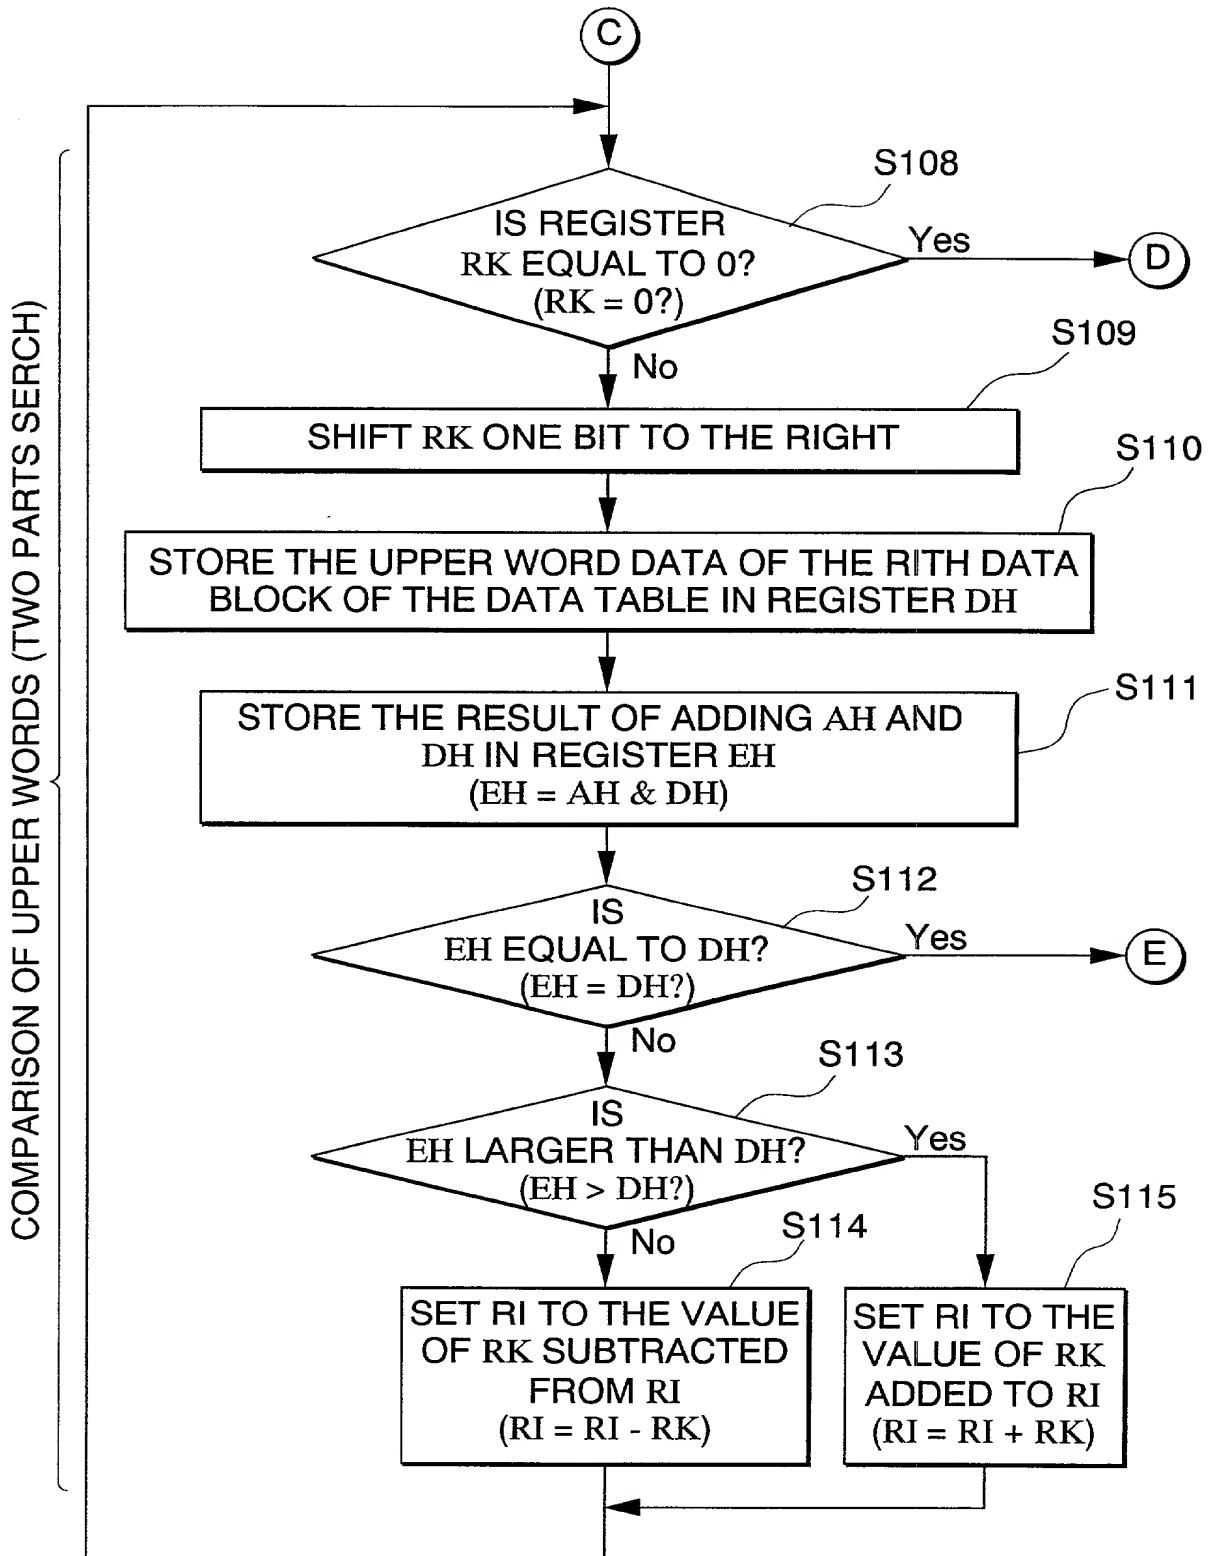 C
S108
IS REGISTER
RK EQUAL TO 0?
(RK = 0?)
Yes
D
No
S109
SHIFT RK ONE BIT TO THE RIGHT
S110
STORE THE UPPER WORD DATA OF THE RITH DATA
BLOCK OF THE DATA TABLE IN REGISTER DH
S111
STORE THE RESULT OF ADDING AH AND
DH IN REGISTER EH
(EH = AH & DH)
S112
IS
EH EQUAL TO DH?
(EH = DH?)
Yes
E
No
S113
IS
EH LARGER THAN DH?
(EH > DH?)
Yes
No
S114
SET RI TO THE VALUE
OF RK SUBTRACTED
FROM RI
(RI = RI - RK)
S115
SET RI TO THE
VALUE OF RK
ADDED TO RI
(RI = RI + RK)
COMPARISON OF UPPER WORDS (TWO PARTS SERCH)